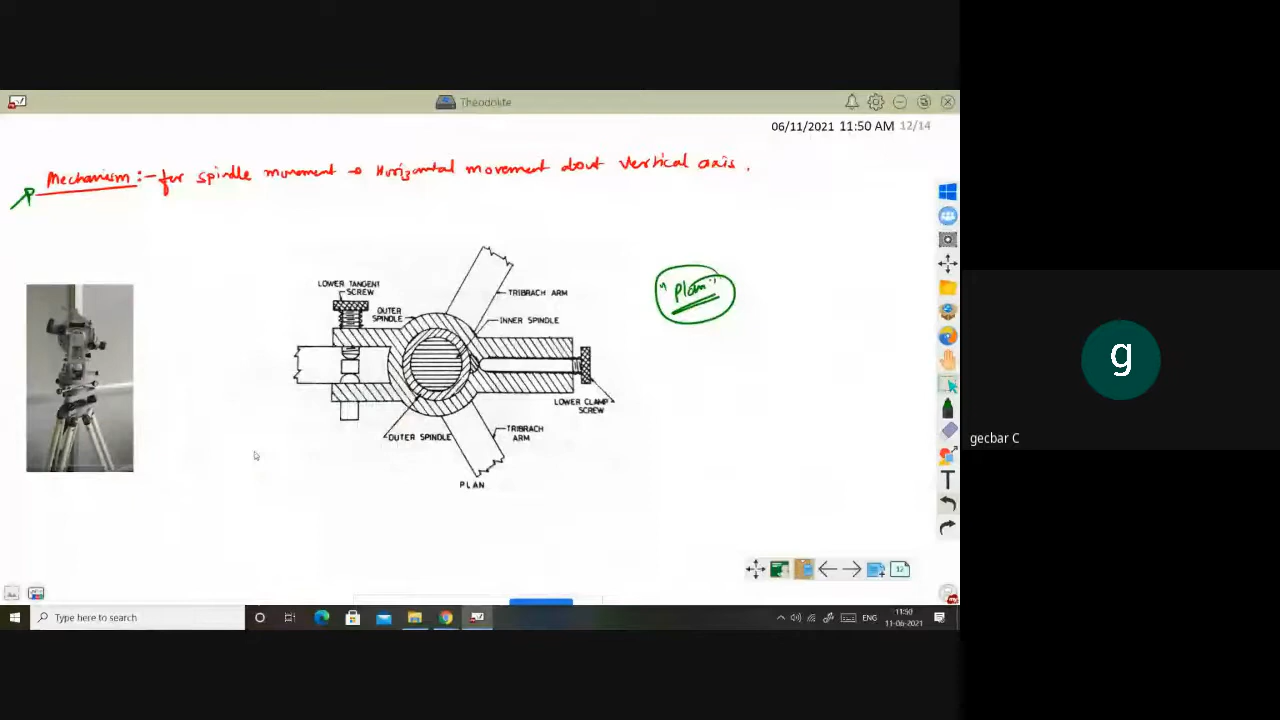 Theodolite
06/11/2021 11:50 AM 12/14
Mechanism :- for spindle movement → Horizontal movement about vertical axis .
LOWER TANGENT
SCREW
OUTER
SPINDLE
TRIBRACH ARM
INNER SPINDLE
"Plan"
LOWER CLAMP
SCREW
OUTER SPINDLE
TRIBRACH
ARM
PLAN
g
gecbar C
T
12
Type here to search
ENG
11:50
11-06-2021